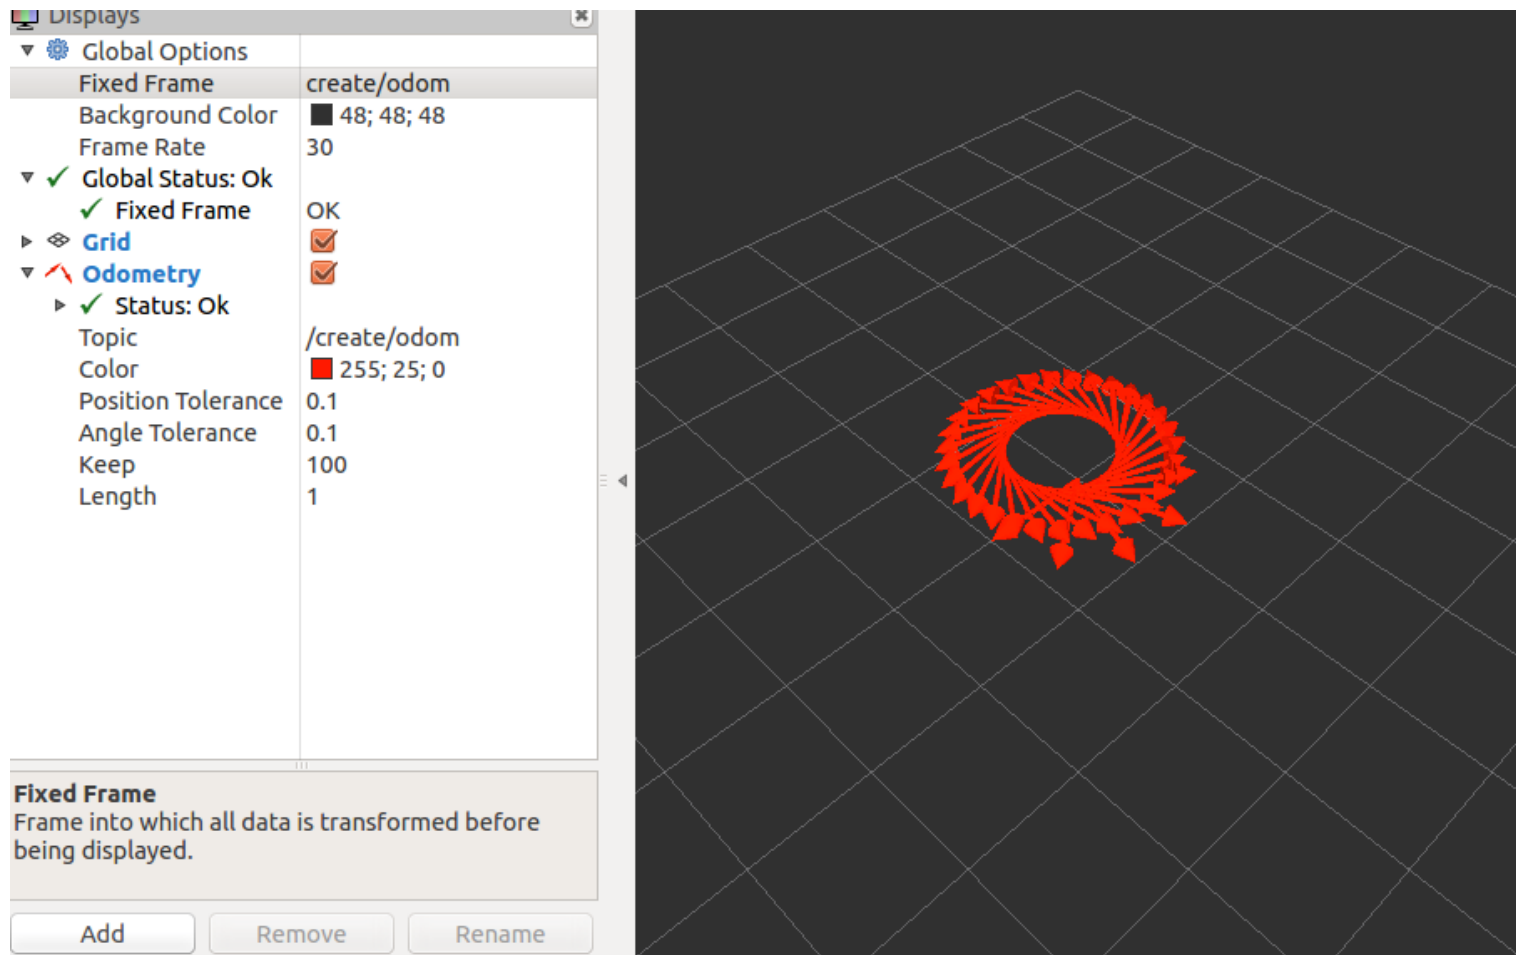 Displays
Global Options
Fixed Frame create/odom
Background Color 48; 48; 48
Frame Rate 30
Global Status: Ok
Fixed Frame OK
Grid
Odometry
Status: Ok
Topic /create/odom
Color 255; 25; 0
Position Tolerance 0.1
Angle Tolerance 0.1
Keep 100
Length 1
Fixed Frame
Frame into which all data is transformed before
being displayed.
Add Remove Rename